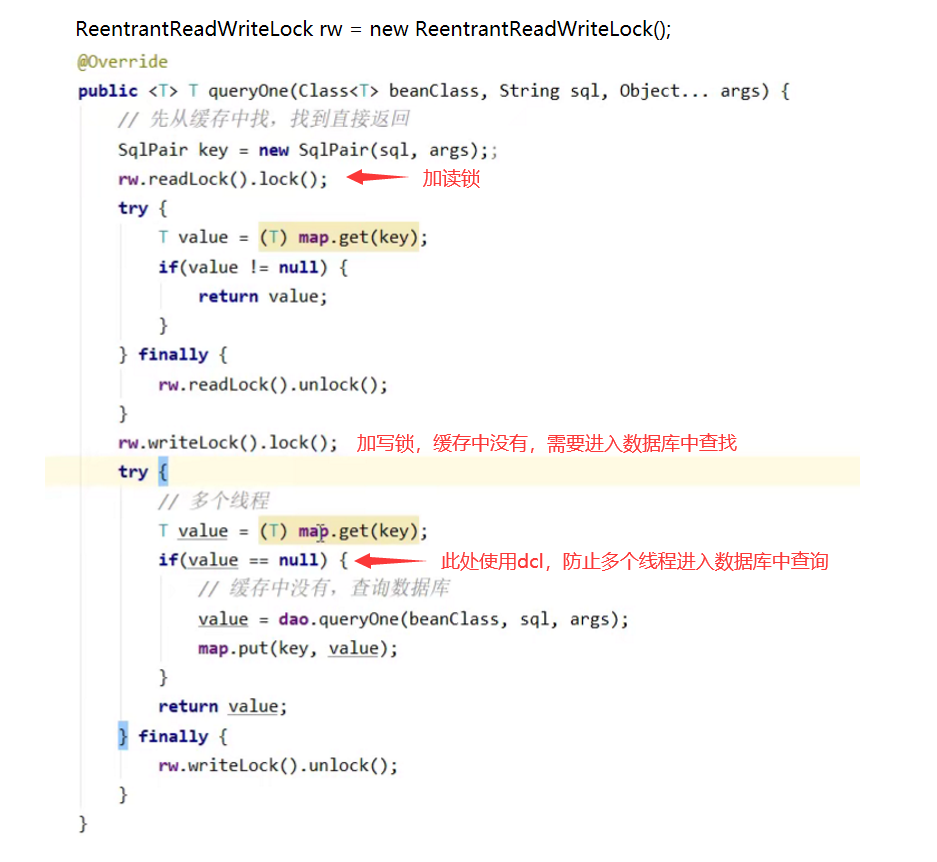 ReentrantReadWriteLock rw = new ReentrantReadWriteLock();
@Override
public <T> T queryOne(Class<T> beanClass, String sql, Object... args) {
// 先从缓存中找，找到直接返回
SqlPair key = new SqlPair(sql, args);;
rw.readLock().lock(); 加读锁
try {
T value = (T) map.get(key);
if(value != null) {
return value;
}
} finally {
rw.readLock().unlock();
}
rw.writeLock().lock(); 加写锁，缓存中没有，需要进入数据库中查找
try {
// 多个线程
T value = (T) map.get(key);
if(value == null) { 此处使用dcl，防止多个线程进入数据库中查询
// 缓存中没有，查询数据库
value = dao.queryOne(beanClass, sql, args);
map.put(key, value);
}
return value;
} finally {
rw.writeLock().unlock();
}
}